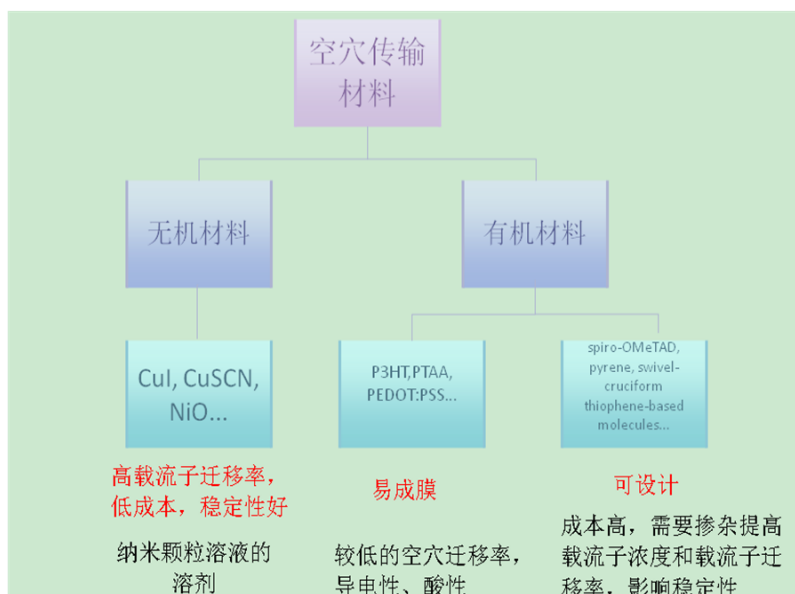 空穴传输
材料
无机材料
有机材料
CuI, CuSCN,
NiO...
P3HT,PTAA,
PEDOT:PSS...
spiro-OMeTAD,
pyrene, swivel-
cruciform
thiophene-based
molecules...
高载流子迁移率，
低成本，稳定性好
易成膜
可设计
纳米颗粒溶液的
溶剂
较低的空穴迁移率，
导电性、酸性
成本高，需要掺杂提高
载流子浓度和载流子迁
移率，影响稳定性